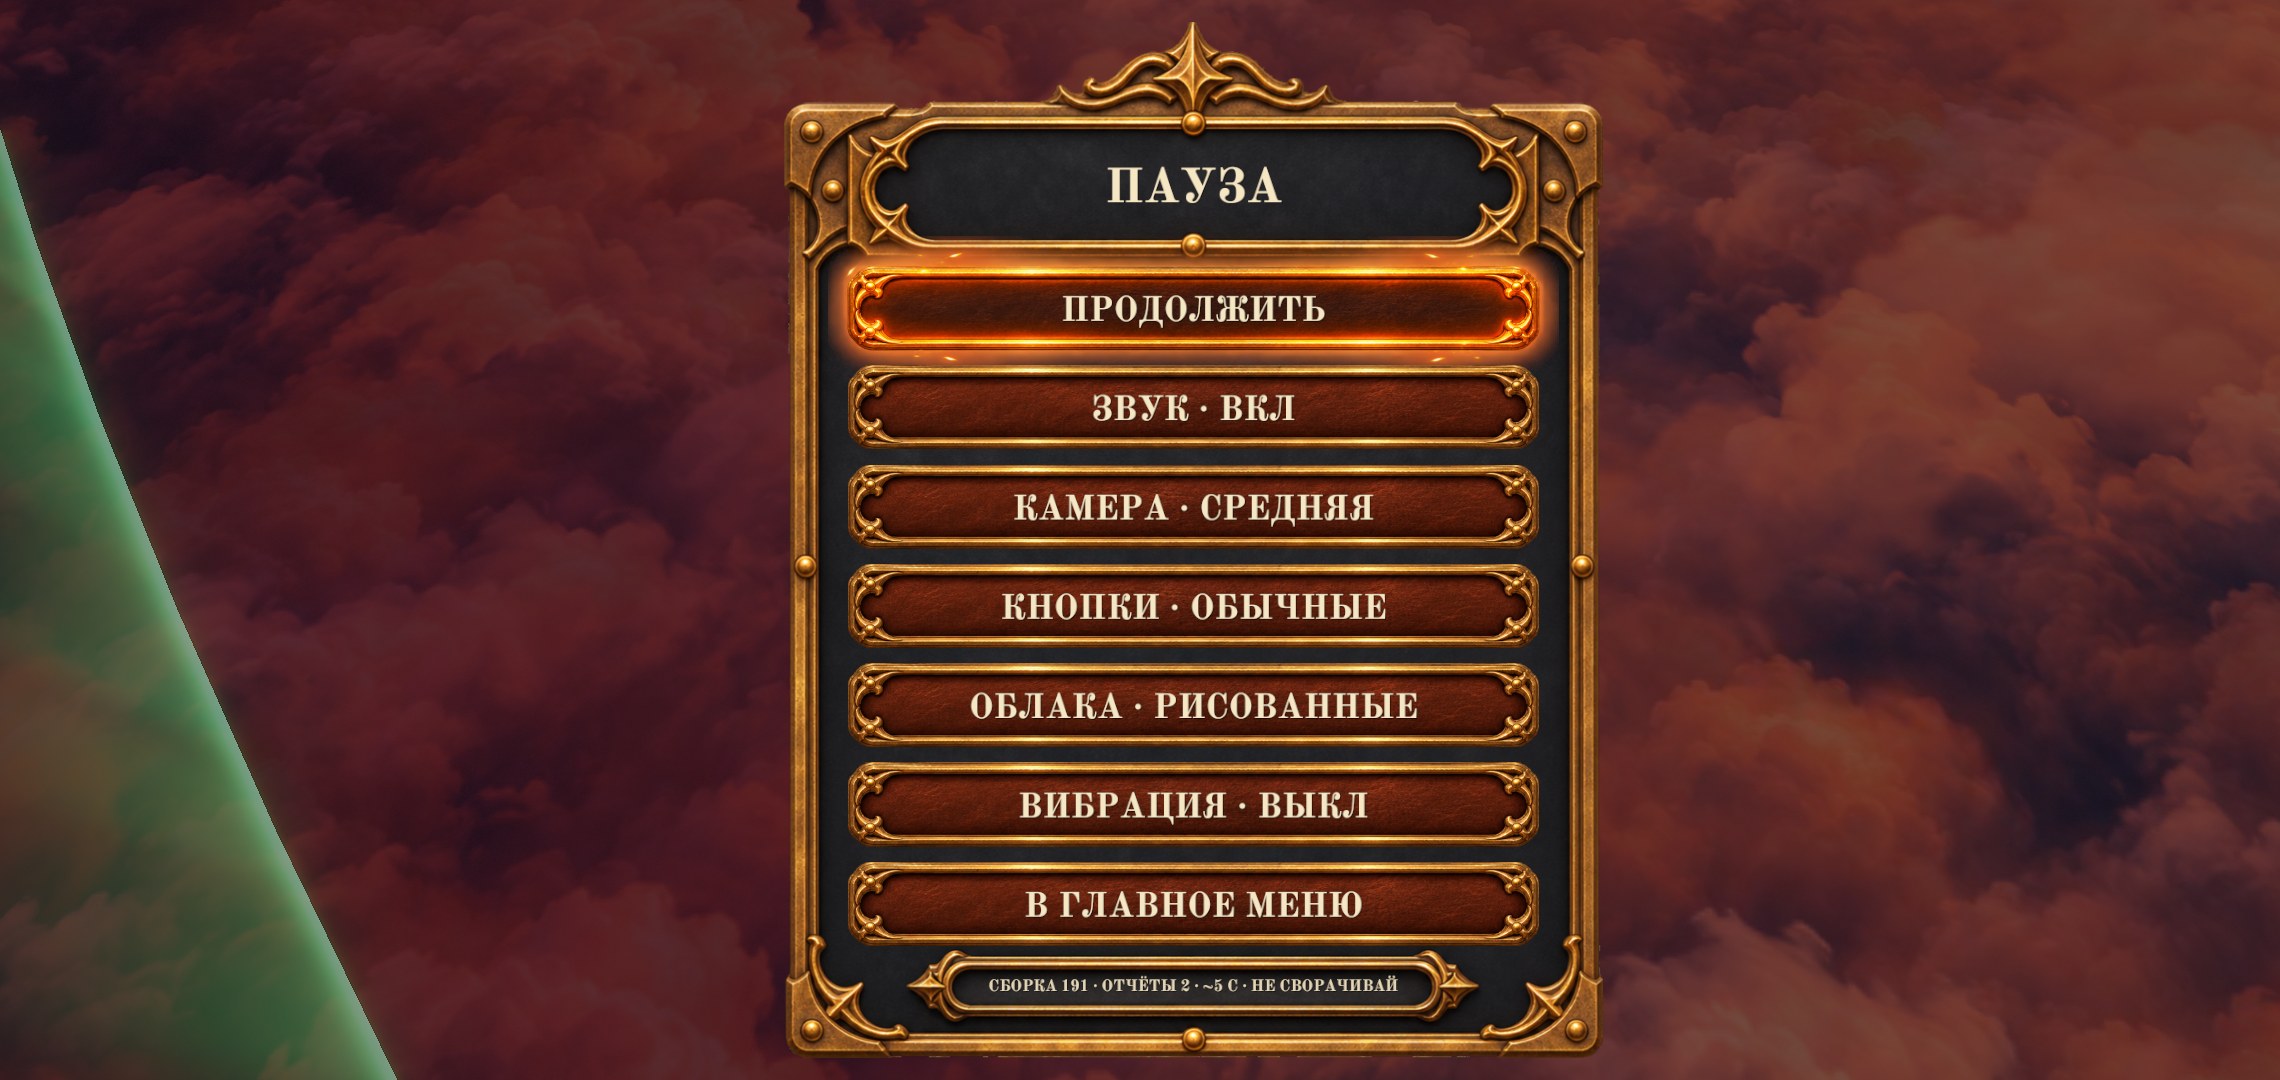 ПАУЗА
ПРОДОЛЖИТЬ
ЗВУК · ВКЛ
КАМЕРА · СРЕДНЯЯ
КНОПКИ · ОБЫЧНЫЕ
ОБЛАКА · РИСОВАННЫЕ
ВИБРАЦИЯ · ВЫКЛ
В ГЛАВНОЕ МЕНЮ
СБОРКА 191 · ОТЧЁТЫ 2 · ~5 С · НЕ СВОРАЧИВАЙ